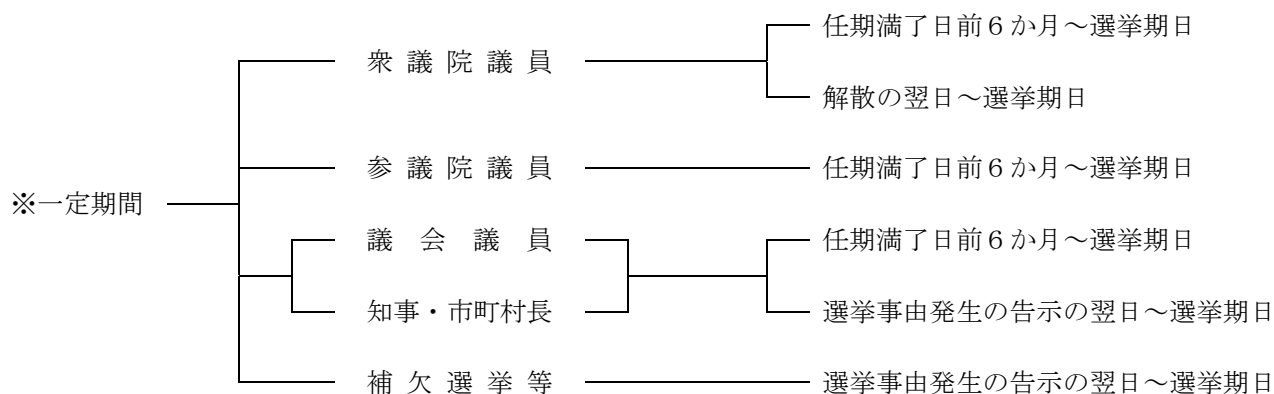 任期満了日前６か月～選挙期日
衆議院議員
解散の翌日～選挙期日
参議院議員 任期満了日前６か月～選挙期日
※一定期間
議会議員 任期満了日前６か月～選挙期日
知事・市町村長 選挙事由発生の告示の翌日～選挙期日
補欠選挙等 選挙事由発生の告示の翌日～選挙期日